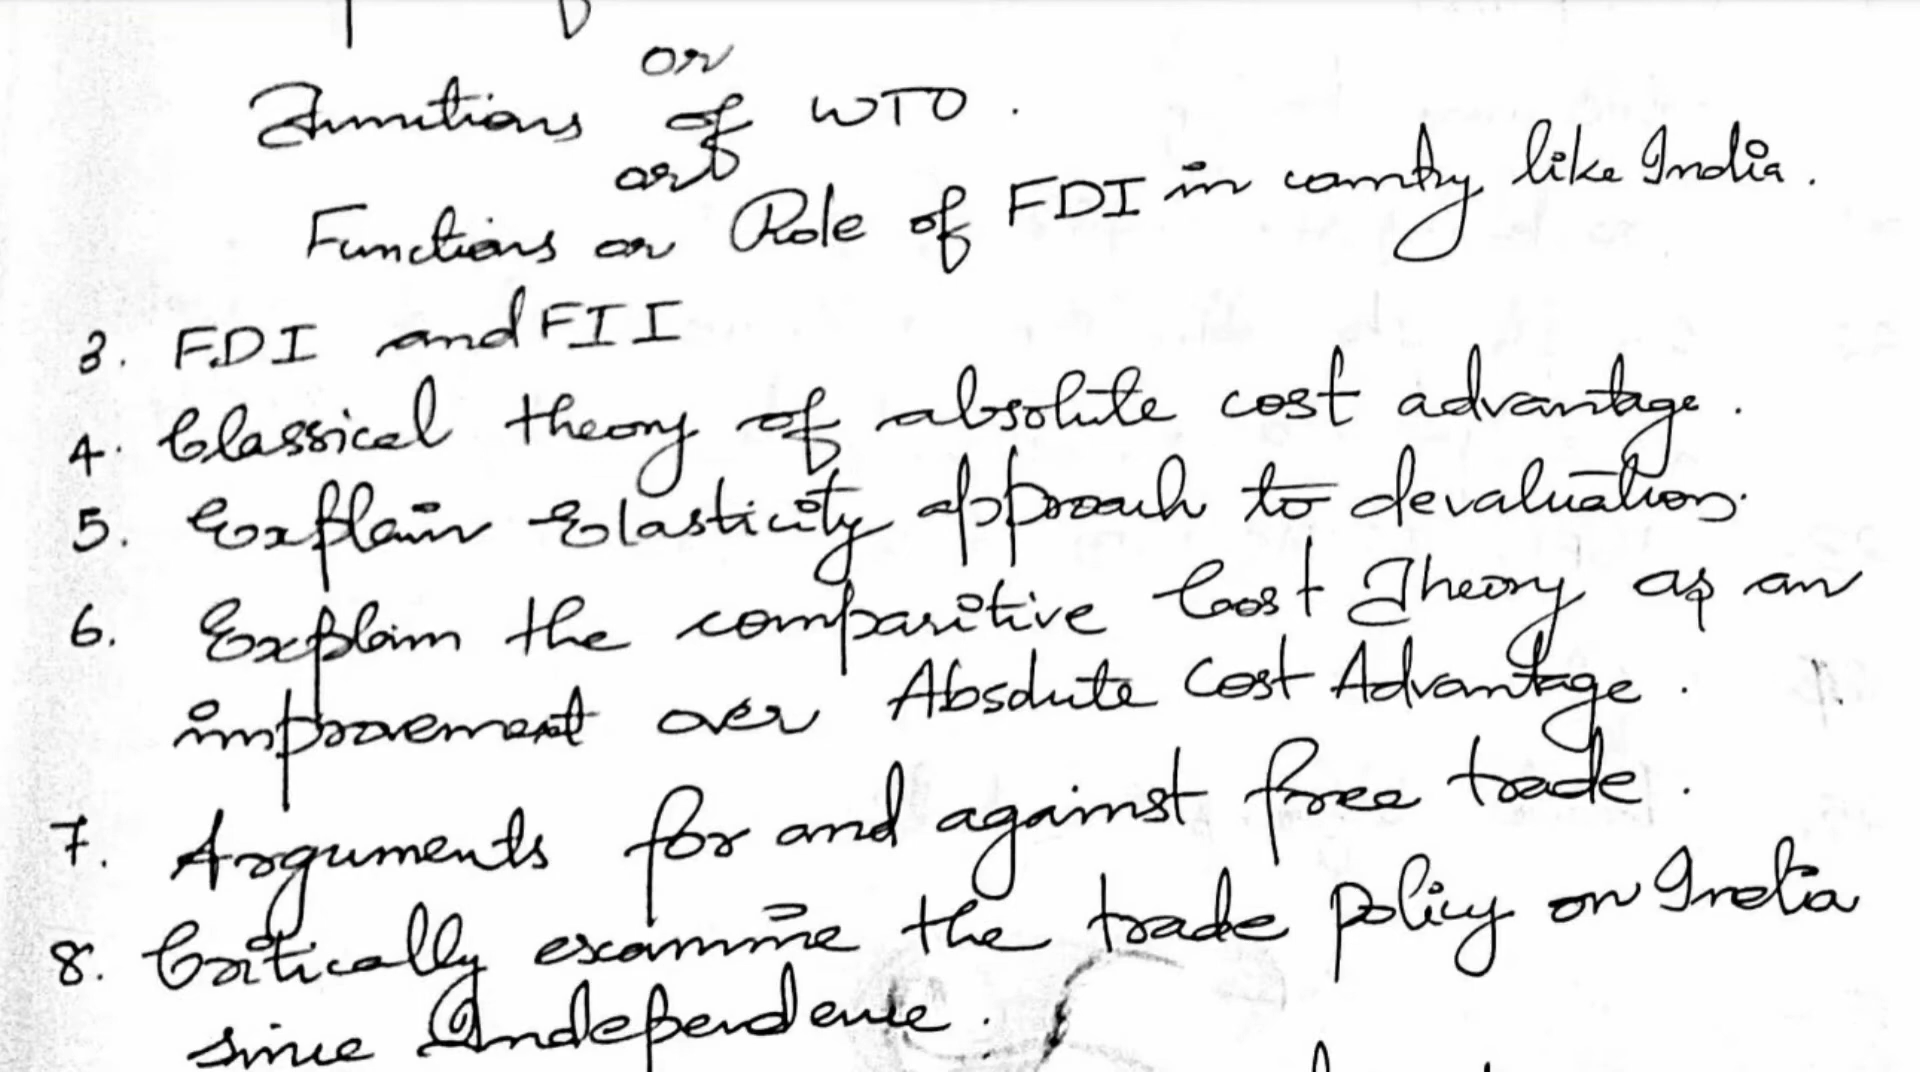 or
Functions of WTO.
or
Functions or Role of FDI in country like India.
3. FDI and FII
4. Classical theory of absolute cost advantage.
5. Explain Elasticity approach to devaluation.
6. Explain the comparitive Cost Theory as an
improvement over Absolute Cost Advantage.
7. Arguments for and against free trade.
8. Critically examine the trade policy on India
since Independence.